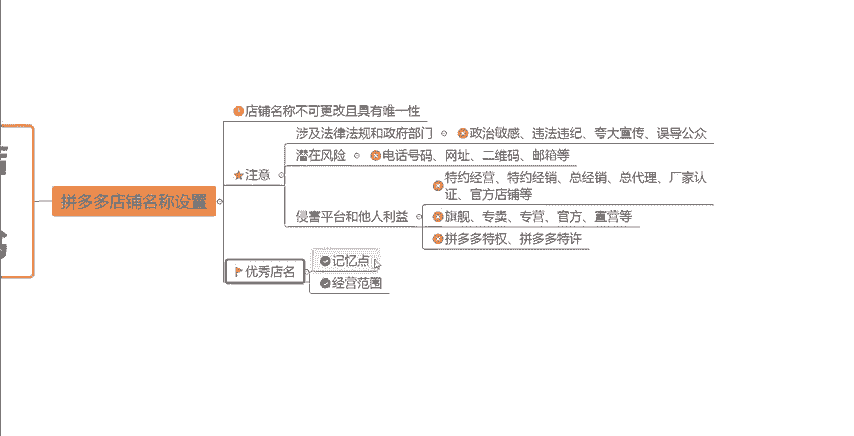 店铺名称不可更改且具有唯一性
涉及法律法规和政府部门
政治敏感、违法违纪、夸大宣传、误导公众
潜在风险
电话号码、网址、二维码、邮箱等
注意
特约经营、特约经销、总经销、总代理、厂家认
证、官方店铺等
拼多多店铺名称设置
侵害平台和他人利益
旗舰、专卖、专营、官方、直营等
拼多多特权、拼多多特许
优秀店名
记忆点
经营范围